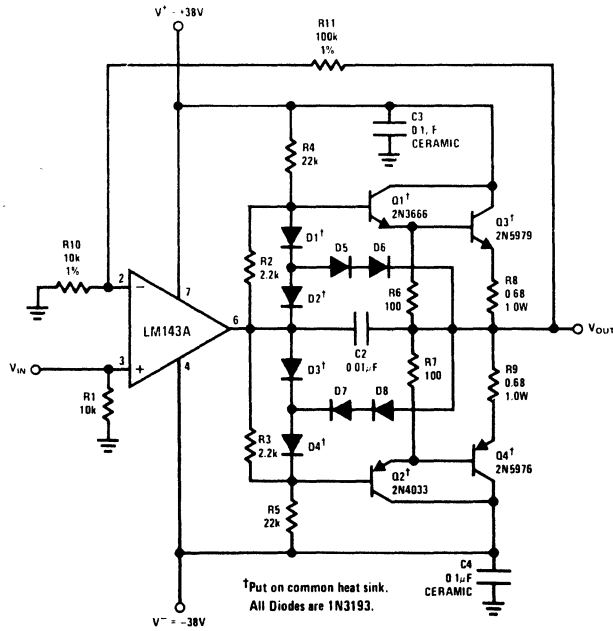 V⁺ = +38V
R11
100k
1%
C3
0.1μF
CERAMIC
R4
22k
Q1†
2N3666
Q3†
2N5979
D1†
D5
D6
R10
10k
1%
R2
2.2k
R6
100
R8
0.68
1.0W
2
7
D2†
LM143A
6
V_OUT
C2
0.01μF
V_IN
3
4
R7
100
R9
0.68
1.0W
D3†
R1
10k
D7
D8
R3
2.2k
D4†
Q2†
2N4033
Q4†
2N5976
R5
22k
C4
0.1μF
CERAMIC
†Put on common heat sink.
All Diodes are 1N3193.
V⁻ = -38V